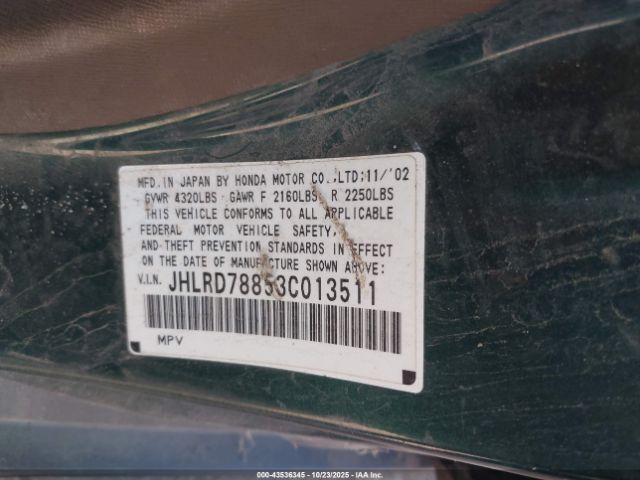 MFD. IN JAPAN BY HONDA MOTOR CO.,LTD;11/'02
GVWR 4320LBS GAWR F 2160LBS R 2250LBS
THIS VEHICLE CONFORMS TO ALL APPLICABLE
FEDERAL MOTOR VEHICLE SAFETY,
AND THEFT PREVENTION STANDARDS IN EFFECT
ON THE DATE OF MANUFACTURE SHOWN ABOVE:
V.I.N. JHLRD78853C013511
MPV
000-43536345 - 10/23/2025 - IAA Inc.